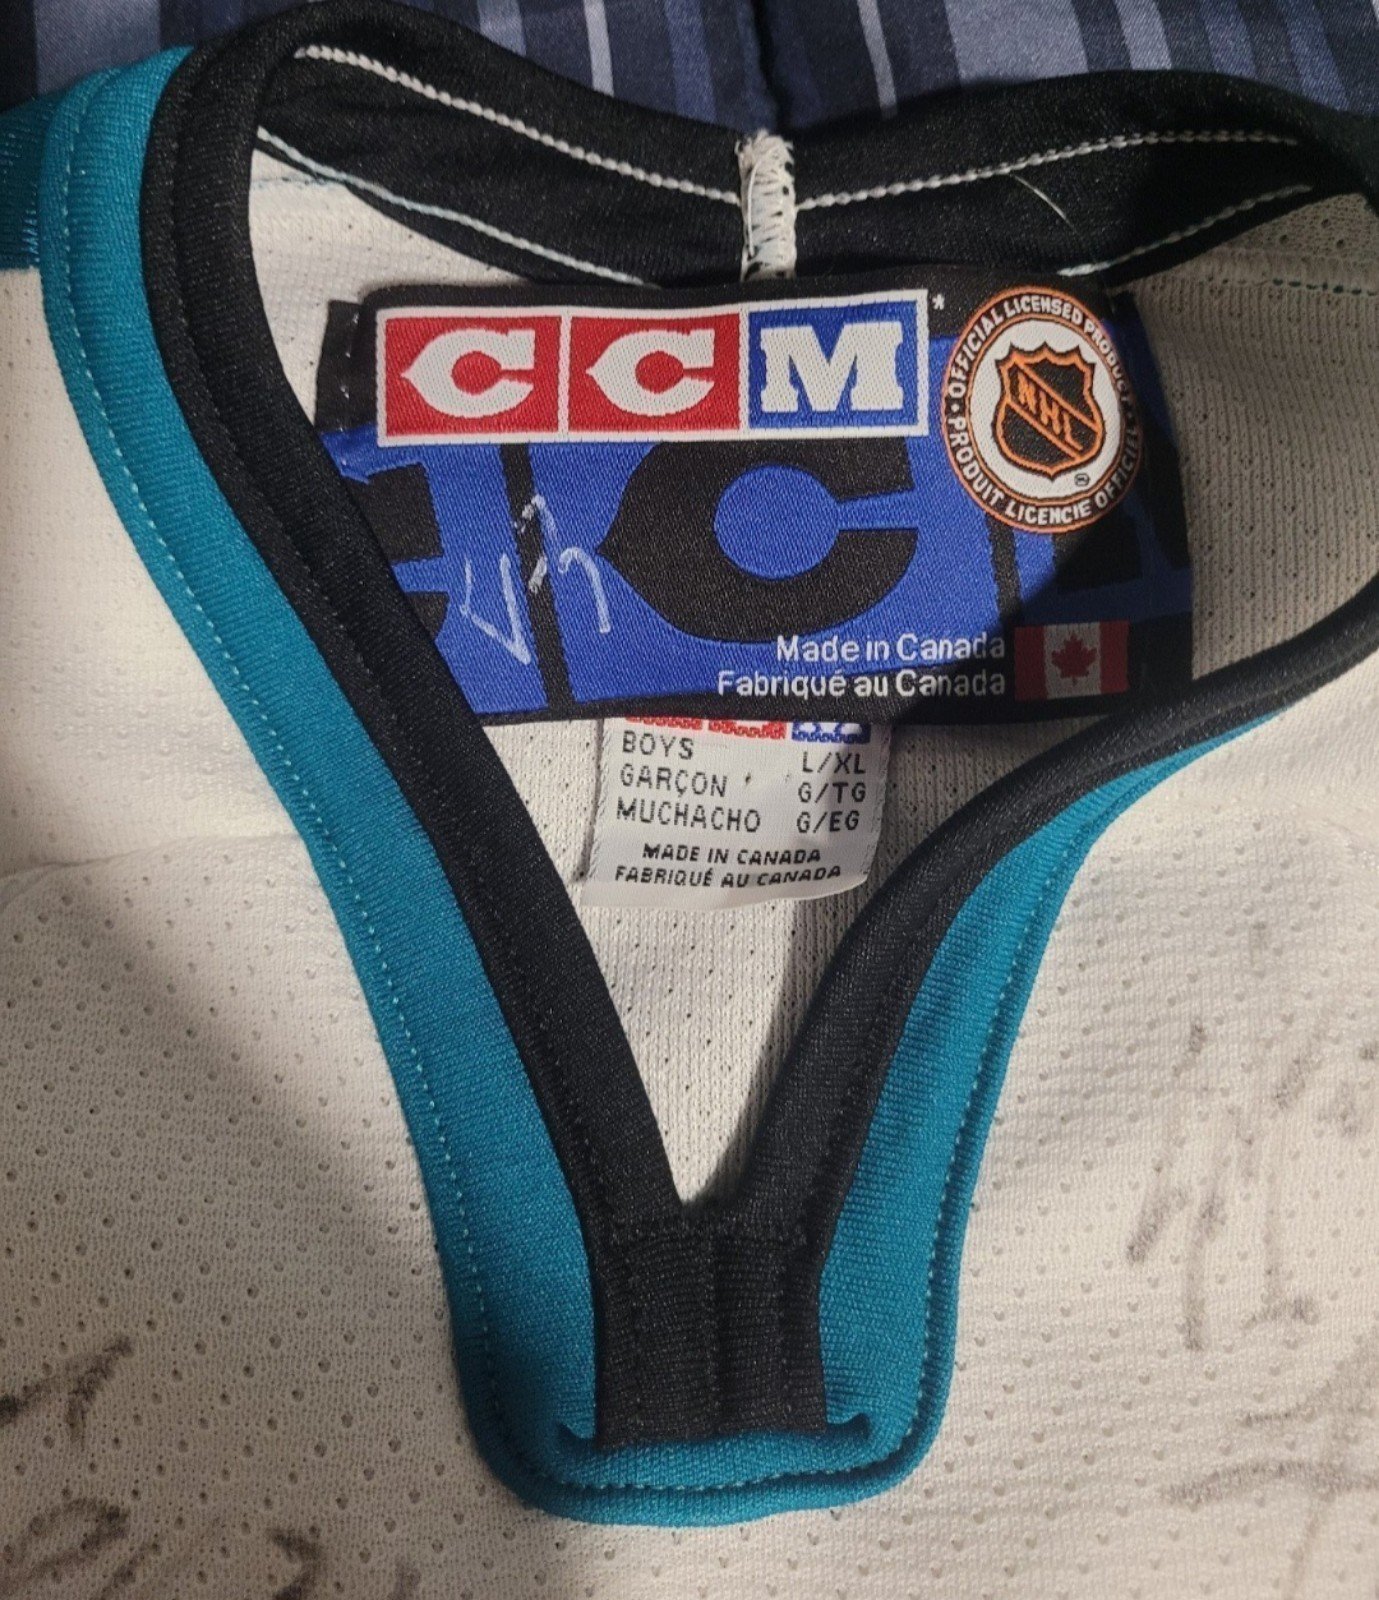 CCM*
OFFICIAL LICENSED PRODUCT
NHL
PRODUIT LICENCIE OFFICIEL
C
Made in Canada
Fabriqué au Canada
BOYS L/XL
GARÇON G/TG
MUCHACHO G/EG
MADE IN CANADA
FABRIQUÉ AU CANADA